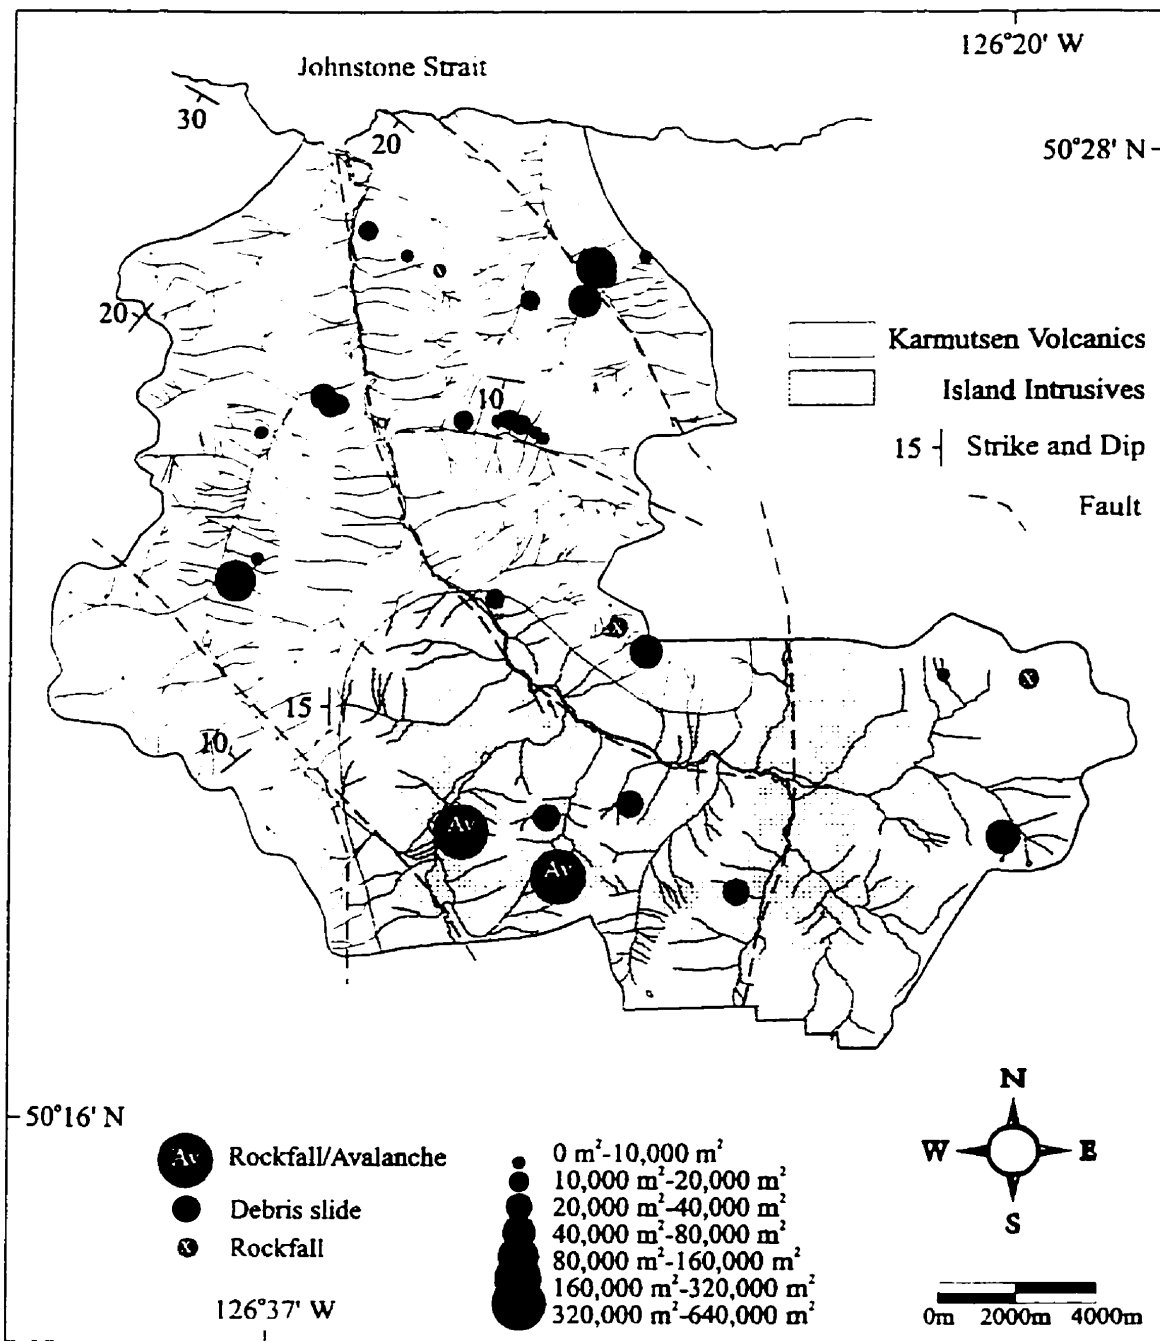 126°20' W
Johnstone Strait
30
20
50°28' N
20
Karmutsen Volcanics
10
Island Intrusives
15 Strike and Dip
Fault
X
X
15
10
Av
Av
N
50°16' N
W E
S
Av Rockfall/Avalanche
Debris slide
X Rockfall
0 m²-10,000 m²
10,000 m²-20,000 m²
20,000 m²-40,000 m²
40,000 m²-80,000 m²
80,000 m²-160,000 m²
160,000 m²-320,000 m²
320,000 m²-640,000 m²
126°37' W
0m 2000m 4000m